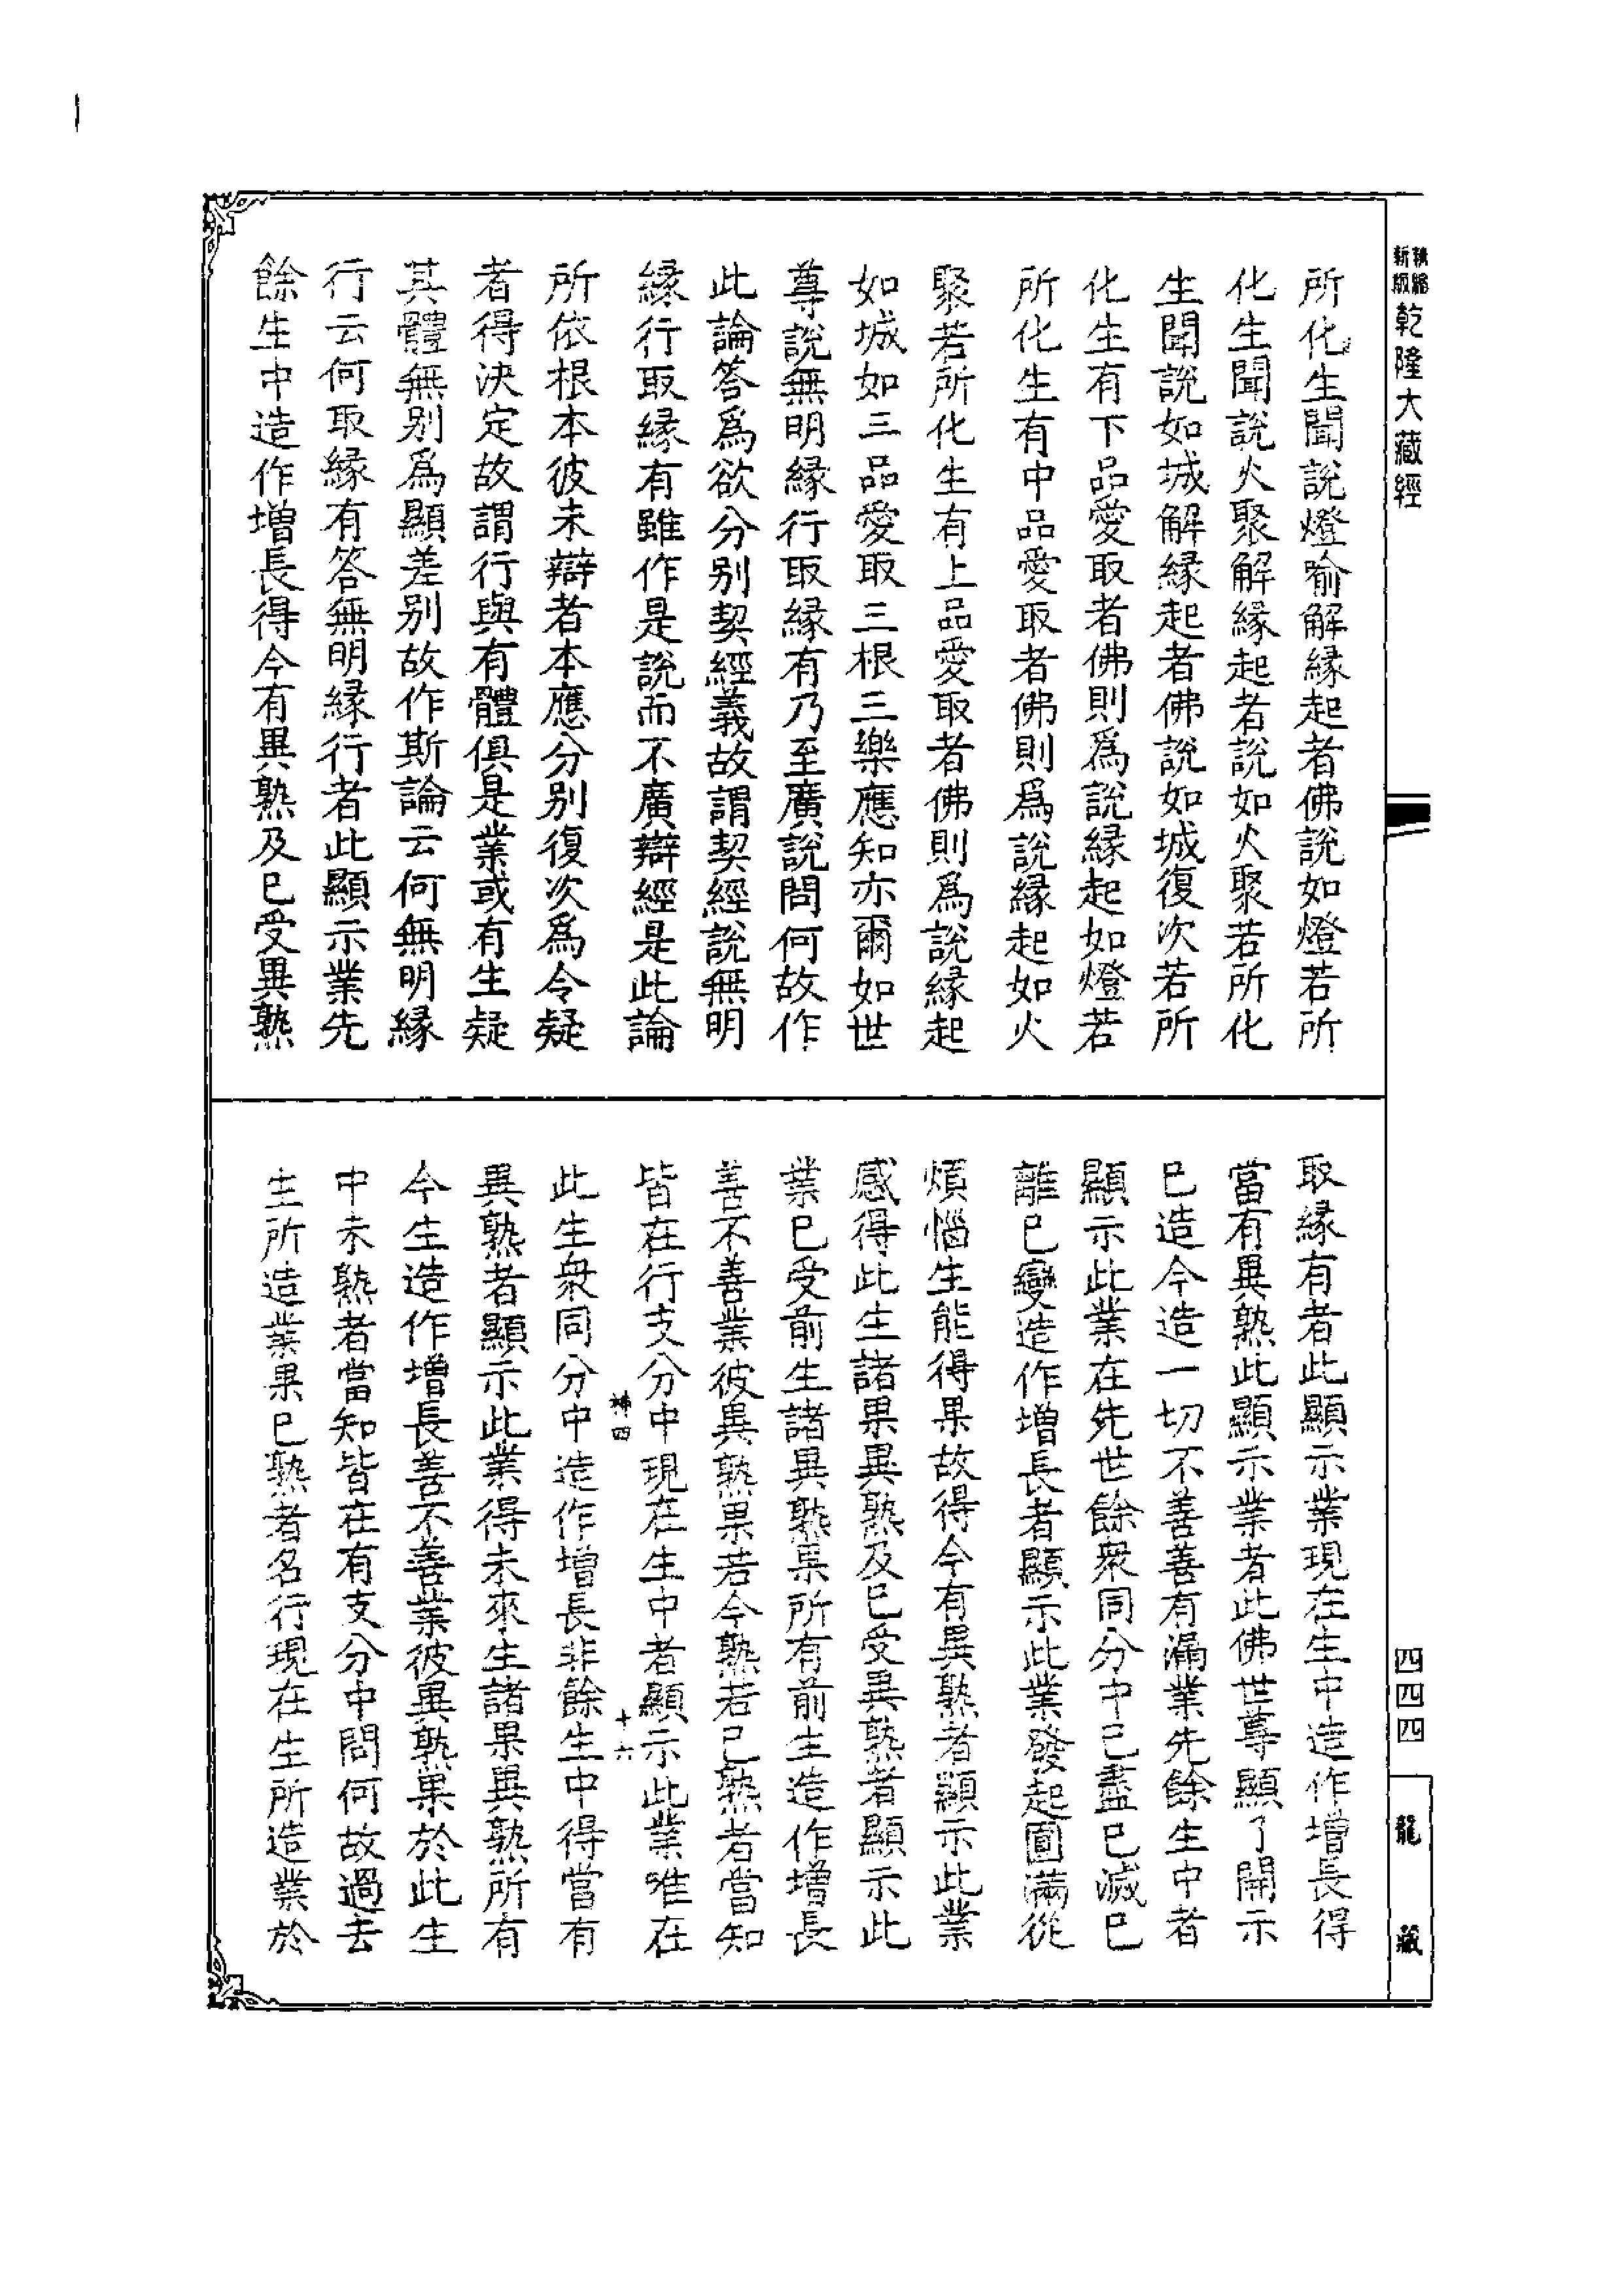 新版
精縮
乾隆大藏經
所化生聞說燈喻解緣起者佛說如燈若所
化生聞說火聚解緣起者說如火聚若所化
生聞說如城解緣起者佛說如城復次若所
化生有下品愛取者佛則爲說緣起如燈若
所化生有中品愛取者佛則爲說緣起如火
聚若所化生有上品愛取者佛則爲說緣起
如城如三品愛取三根三樂應知亦爾如世
尊說無明緣行取緣有乃至廣說問何故作
此論答爲欲分別契經義故謂契經說無明
緣行取緣有雖作是說而不廣辯經是此論
所依根本彼未辯者本應分別復次爲令疑
者得決定故謂行與有體俱是業或有生疑
其體無別爲顯差別故作斯論云何無明緣
行云何取緣有答無明緣行者此顯示業先
餘生中造作增長得今有異熟及已受異熟
取緣有者此顯示業現在生中造作增長得
當有異熟此顯示業者此佛世尊顯了開示
已造今造一切不善善有漏業先餘生中者
顯示此業在先世餘衆同分中已盡已滅已
離已變造作增長者顯示此業發起圓滿從
煩惱生能得果故得今有異熟者顯示此業
感得此生諸果異熟及已受異熟者顯示此
業已受前生諸異熟果所有前生造作增長
善不善業彼異熟果若今熟若已熟者當知
皆在行支分中現在生中者顯示此業唯在
神四
十六
此生衆同分中造作增長非餘生中得當有
異熟者顯示此業得未來生諸果異熟所有
今生造作增長善不善業彼異熟果於此生
中未熟者當知皆在有支分中問何故過去
生所造業果已熟者名行現在生所造業於
四四四
龍
藏